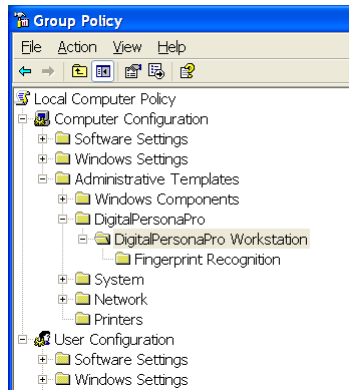 Group Policy
File Action View Help
Local Computer Policy
Computer Configuration
Software Settings
Windows Settings
Administrative Templates
Windows Components
DigitalPersonaPro
DigitalPersonaPro Workstation
Fingerprint Recognition
System
Network
Printers
User Configuration
Software Settings
Windows Settings